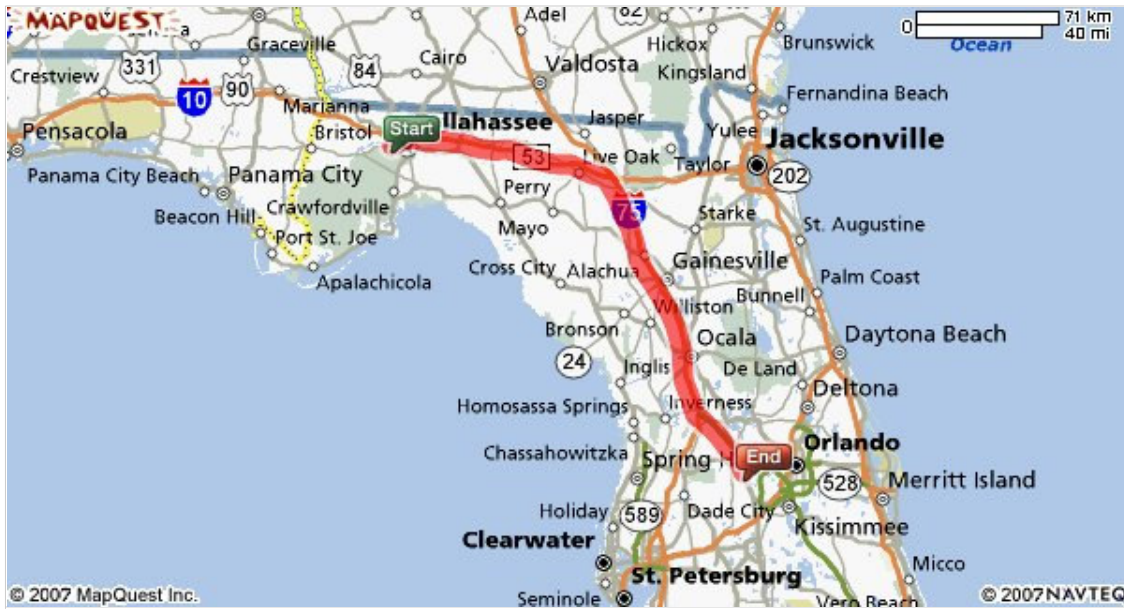 MAPQUEST
Adel
82
71 km
0
40 mi
Ocean
Graceville
Hickox
Brunswick
Crestview
331
84
Cairo
Valdosta
Kingsland
10
90
Marianna
Fernandina Beach
Pensacola
Bristol
Start
llahassee
Jasper
Yulee
Jacksonville
53
Live Oak
Taylor
202
Panama City Beach
Panama City
Perry
75
Beacon Hill
Crawfordville
Starke
Mayo
St. Augustine
Port St. Joe
Cross City
Alachua
Gainesville
Apalachicola
Palm Coast
Bunnell
Williston
Bronson
Ocala
Daytona Beach
24
Inglis
De Land
Deltona
Homosassa Springs
Inverness
Chassahowitzka
Spring H
End
Orlando
528
Merritt Island
Holiday
589
Dade City
Kissimmee
Clearwater
Micco
St. Petersburg
© 2007 MapQuest Inc.
Seminole
Vero Beach
© 2007 NAVTEQ